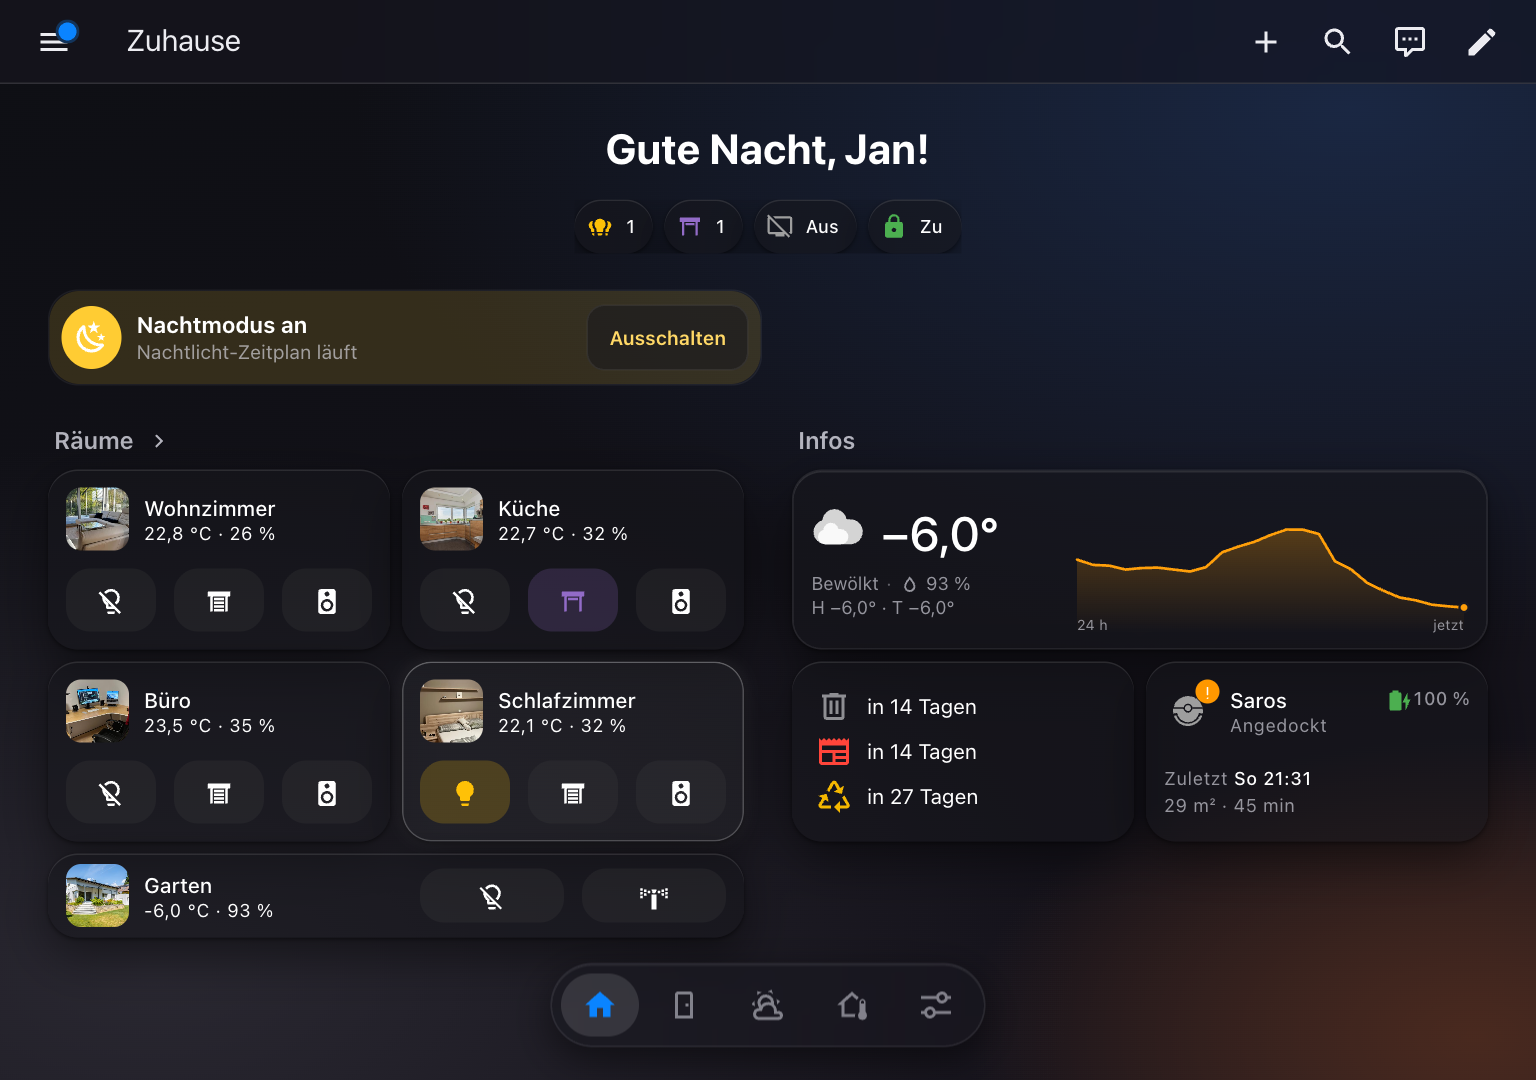 Zuhause
Gute Nacht, Jan!
1
1
Aus
Zu
Nachtmodus an
Nachtlicht-Zeitplan läuft
Ausschalten
Räume
Wohnzimmer
22,8 °C · 26 %
Küche
22,7 °C · 32 %
Büro
23,5 °C · 35 %
Schlafzimmer
22,1 °C · 32 %
Garten
-6,0 °C · 93 %
Infos
−6,0°
Bewölkt · 93 %
H −6,0° · T −6,0°
24 h
jetzt
in 14 Tagen
in 14 Tagen
in 27 Tagen
!
Saros
100 %
Angedockt
Zuletzt So 21:31
29 m² · 45 min